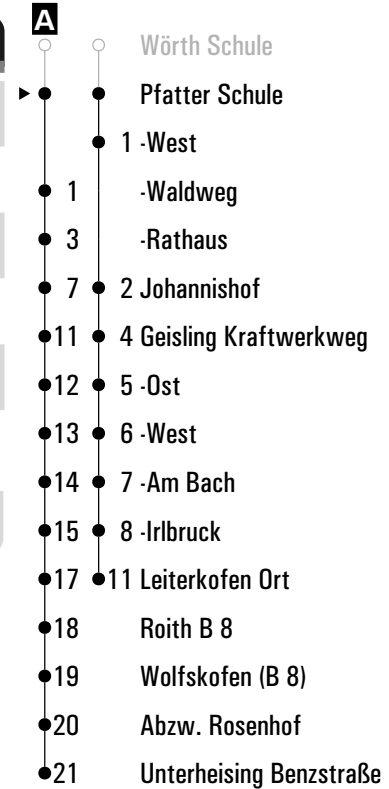 A
Wörth Schule
Pfatter Schule
1 -West
1 -Waldweg
3 -Rathaus
7 2 Johannishof
11 4 Geisling Kraftwerkweg
12 5 -Ost
13 6 -West
14 7 -Am Bach
15 8 -Irlbruck
17 11 Leiterkofen Ort
18 Roith B 8
19 Wolfskofen (B 8)
20 Abzw. Rosenhof
21 Unterheising Benzstraße